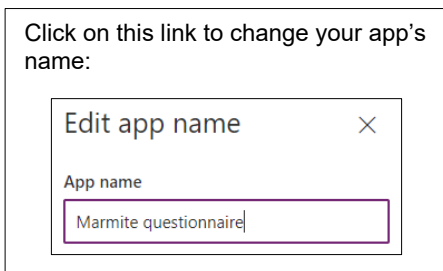 Click on this link to change your app's
name:
Edit app name
App name
Marmite questionnaire